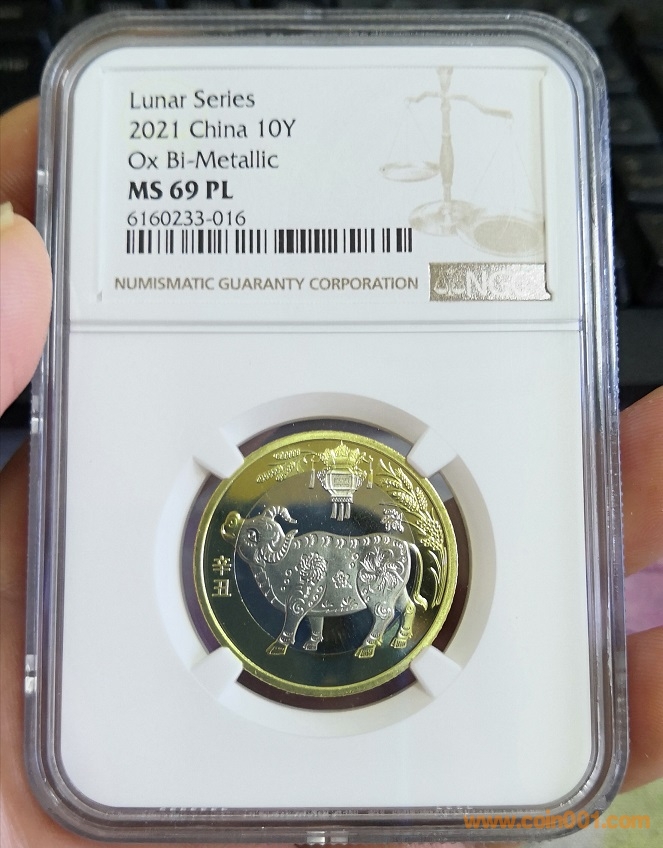 Lunar Series
2021 China 10Y
Ox Bi-Metallic
MS 69 PL
6160233-016
NUMISMATIC GUARANTY CORPORATION
NGC
辛丑
www.coin001.com